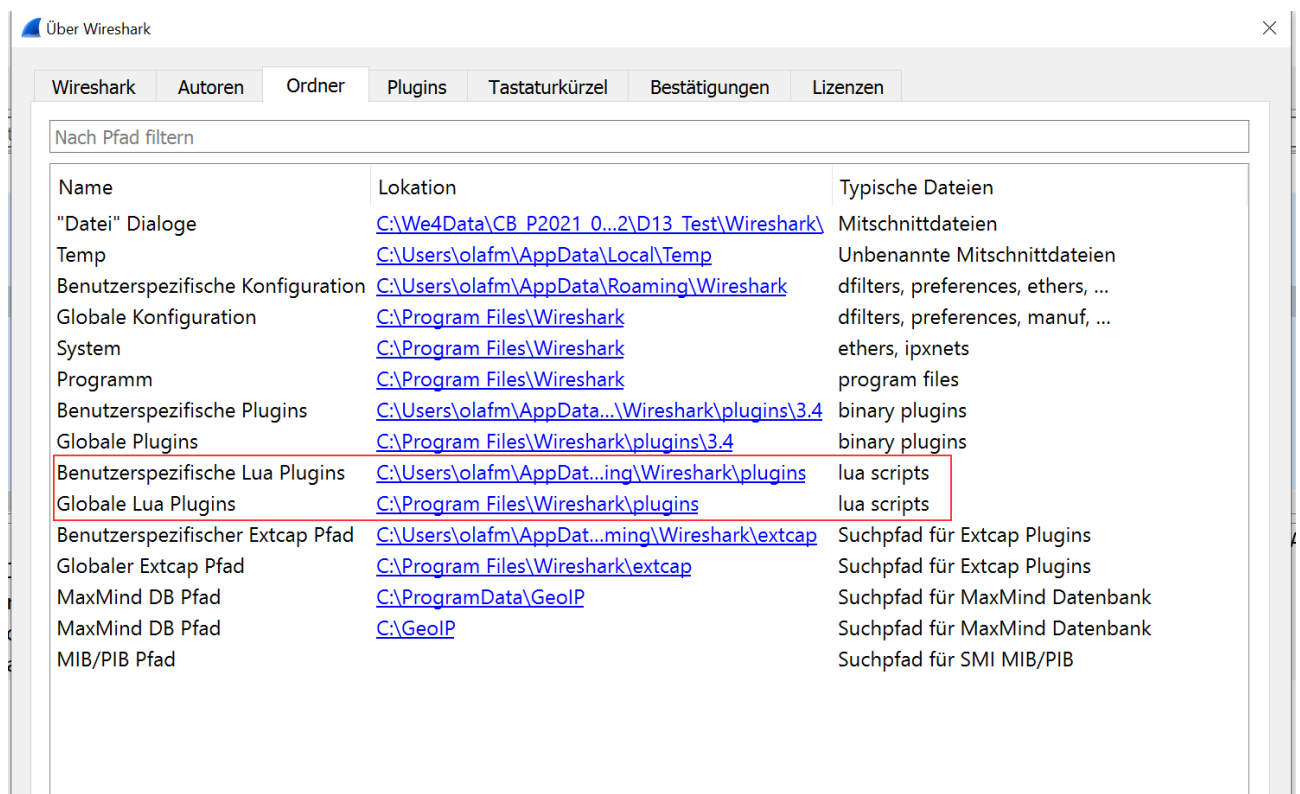 Über Wireshark
Wireshark Autoren Ordner Plugins Tastaturkürzel Bestätigungen Lizenzen
Nach Pfad filtern
Name Lokation Typische Dateien
"Datei" Dialoge C:\We4Data\CB_P2021_0...2\D13_Test\Wireshark\ Mitschnittdateien
Temp C:\Users\olafm\AppData\Local\Temp Unbenannte Mitschnittdateien
Benutzerspezifische Konfiguration C:\Users\olafm\AppData\Roaming\Wireshark dfilters, preferences, ethers, ...
Globale Konfiguration C:\Program Files\Wireshark dfilters, preferences, manuf, ...
System C:\Program Files\Wireshark ethers, ipxnets
Programm C:\Program Files\Wireshark program files
Benutzerspezifische Plugins C:\Users\olafm\AppData...\Wireshark\plugins\3.4 binary plugins
Globale Plugins C:\Program Files\Wireshark\plugins\3.4 binary plugins
Benutzerspezifische Lua Plugins C:\Users\olafm\AppDat...ing\Wireshark\plugins lua scripts
Globale Lua Plugins C:\Program Files\Wireshark\plugins lua scripts
Benutzerspezifischer Extcap Pfad C:\Users\olafm\AppDat...ming\Wireshark\extcap Suchpfad für Extcap Plugins
Globaler Extcap Pfad C:\Program Files\Wireshark\extcap Suchpfad für Extcap Plugins
MaxMind DB Pfad C:\ProgramData\GeoIP Suchpfad für MaxMind Datenbank
MaxMind DB Pfad C:\GeoIP Suchpfad für MaxMind Datenbank
MIB/PIB Pfad Suchpfad für SMI MIB/PIB